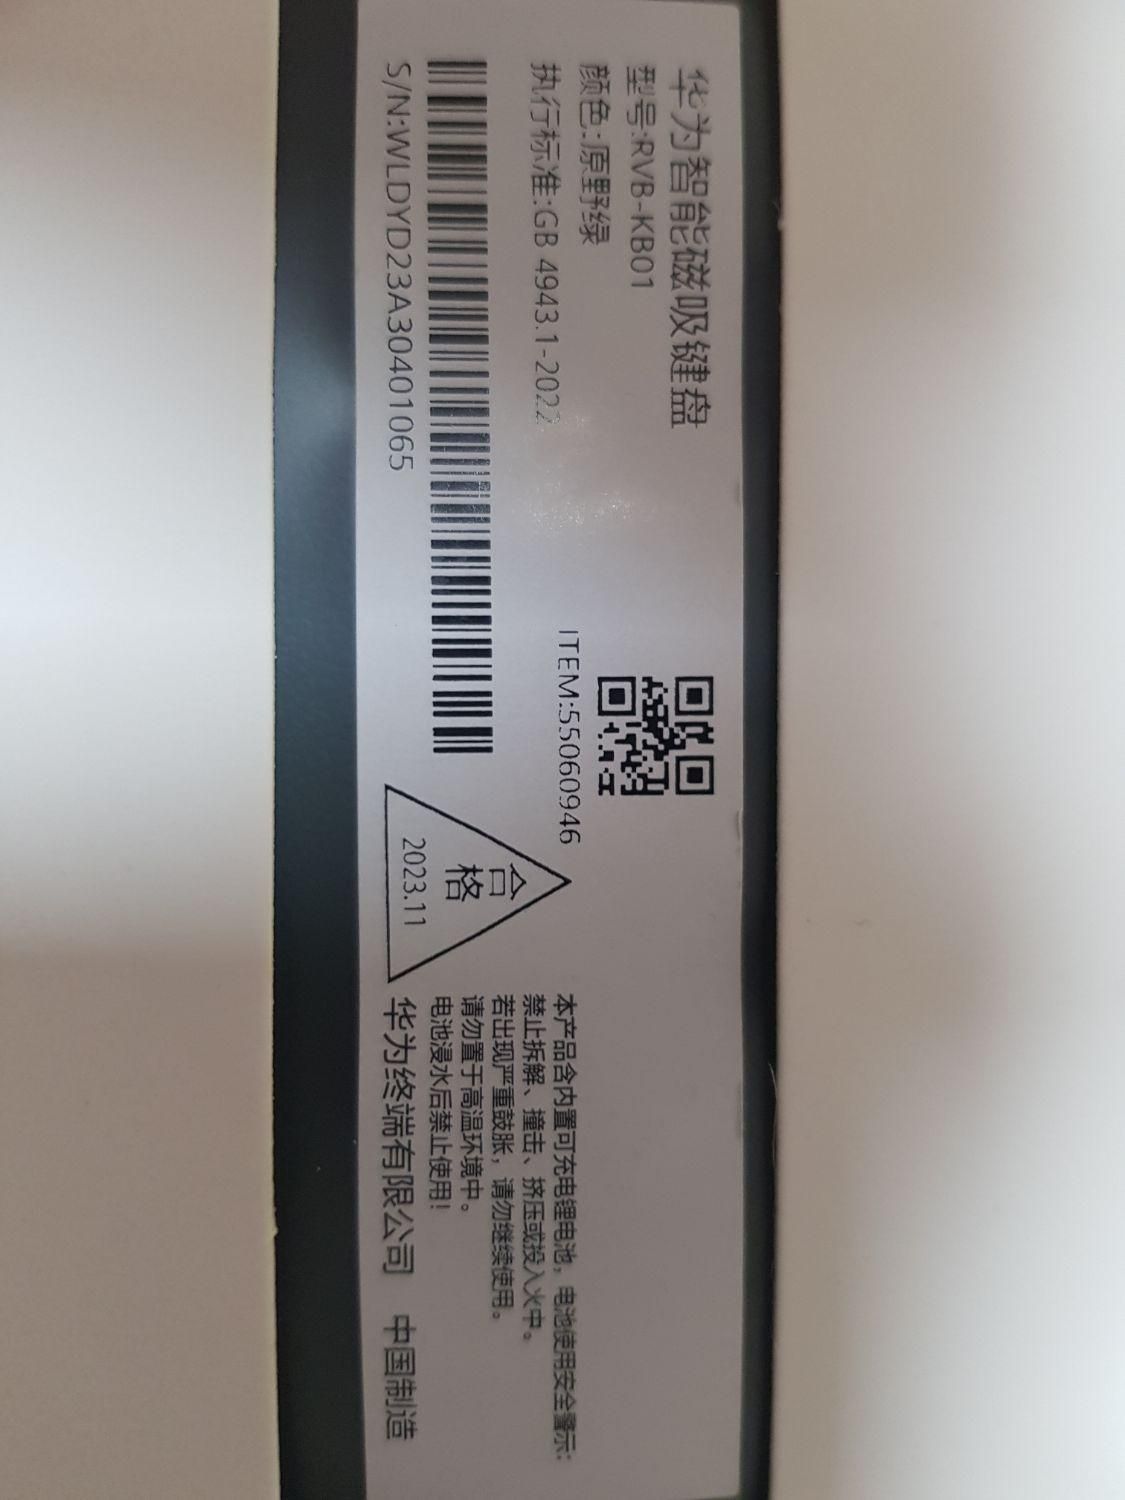 华为智能磁吸键盘
型号:RVB-KB01
颜色:原野绿
执行标准:GB 4943.1-2022
S/N:WLDYD23A30401065
ITEM:55060946
合
格
2023.11
本产品含内置可充电锂电池，电池使用安全警示:
禁止拆解、撞击、挤压或投入火中。
若出现严重鼓胀，请勿继续使用。
请勿置于高温环境中。
电池浸水后禁止使用!
华为终端有限公司 中国制造